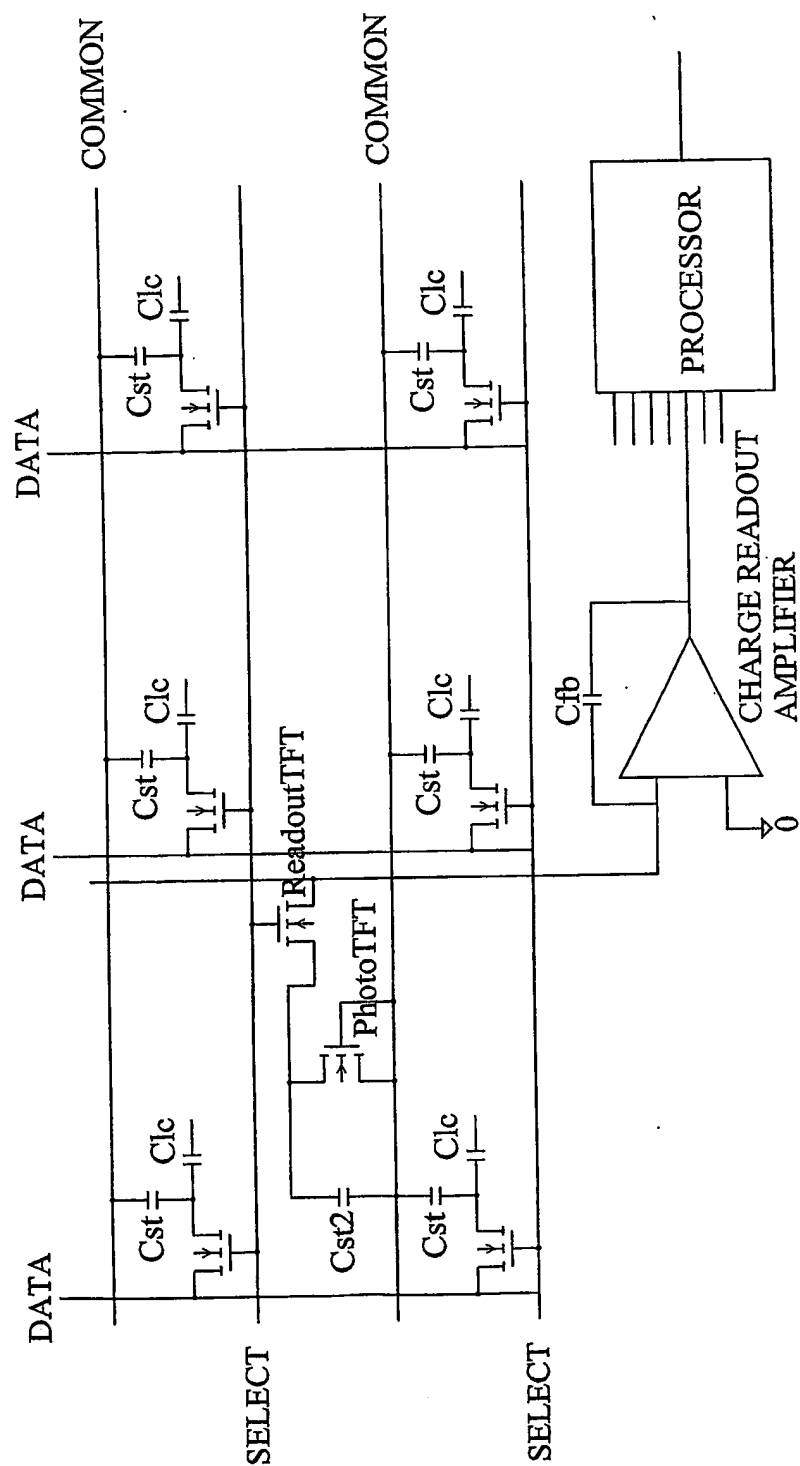 DATA
DATA
DATA
COMMON
Cst
Clc
Cst
Clc
Cst
Clc
SELECT
ReadoutTFT
PhotoTFT
Cst2
COMMON
Cst
Clc
Cst
Clc
Cst
Clc
SELECT
Cfb
0
CHARGE READOUT
AMPLIFIER
PROCESSOR